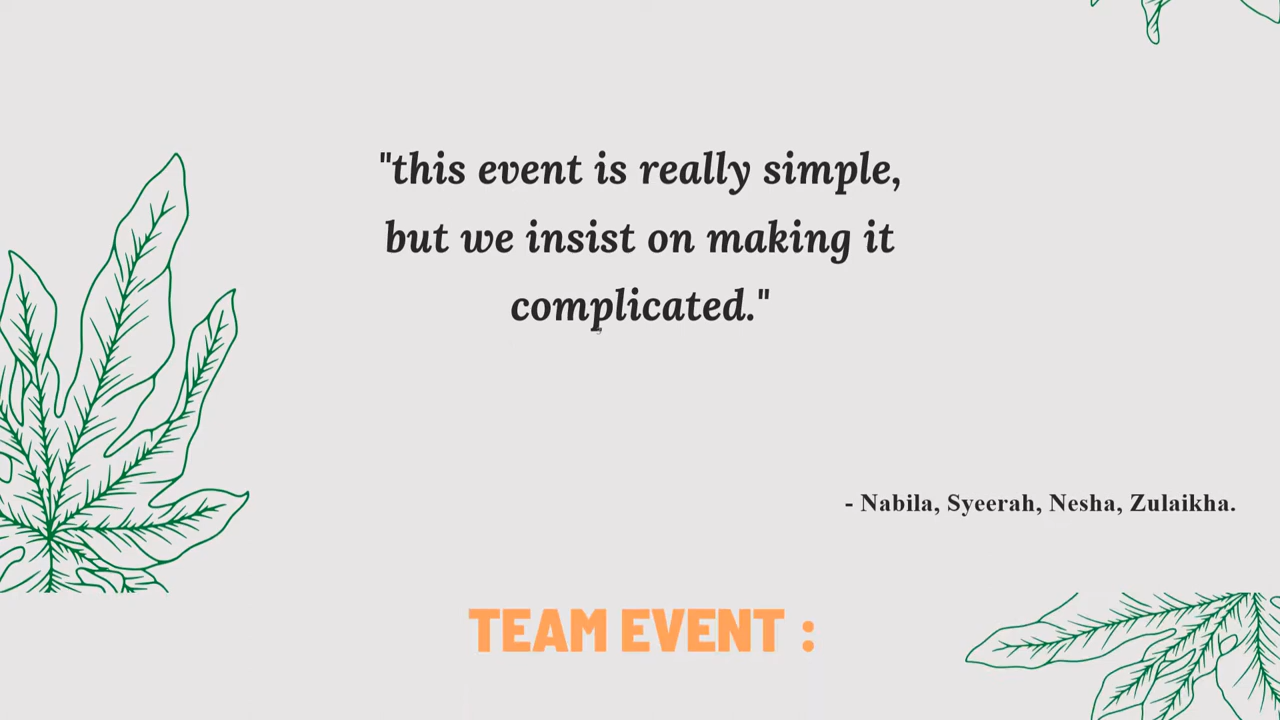 "this event is really simple,
but we insist on making it
complicated."
- Nabila, Syeerah, Nesha, Zulaikha.
TEAM EVENT :